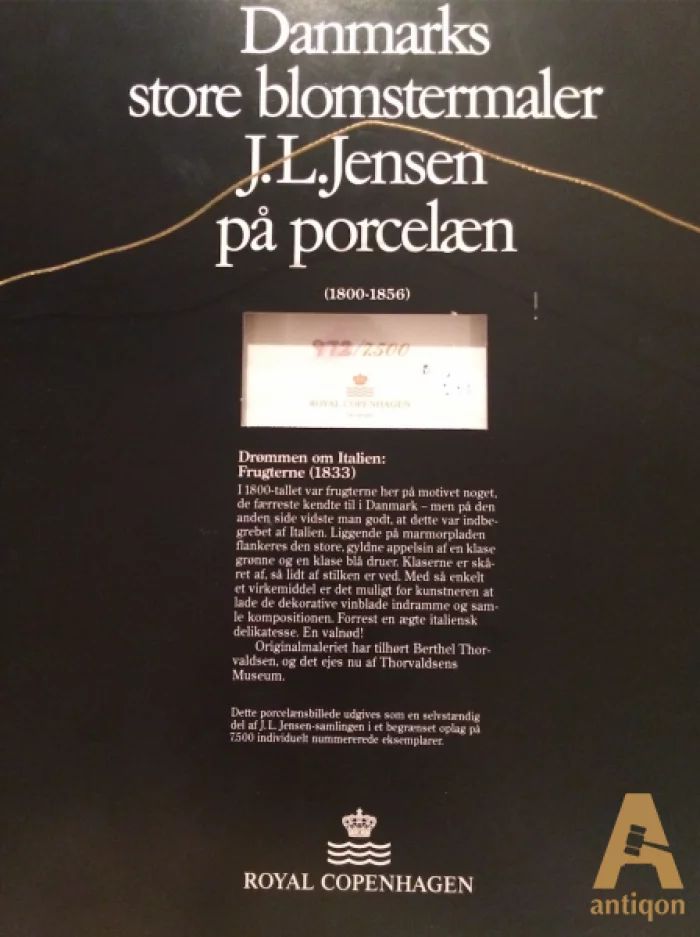 Danmarks
store blomstermaler
J.L.Jensen
på porcelæn
(1800-1856)
972/7.500
ROYAL COPENHAGEN
Drømmen om Italien:
Frugterne (1833)
I 1800-tallet var frugterne her på motivet noget,
de færreste kendte til i Danmark – men på den
anden side vidste man godt, at dette var indbe-
grebet af Italien. Liggende på marmorpladen
flankeres den store, gyldne appelsin af en klase
grønne og en klase blå druer. Klaserne er skå-
ret af, så lidt af stilken er ved. Med så enkelt
et virkemiddel er det muligt for kunstneren at
lade de dekorative vinblade indramme og sam-
le kompositionen. Forrest en ægte italiensk
delikatesse. En valnød!
Originalmaleriet har tilhørt Berthel Thor-
valdsen, og det ejes nu af Thorvaldsens
Museum.
Dette porcelænsbillede udgives som en selvstændig
del af J.L.Jensen-samlingen i et begrænset oplag på
7.500 individuelt nummererede eksemplarer.
ROYAL COPENHAGEN
antiqon